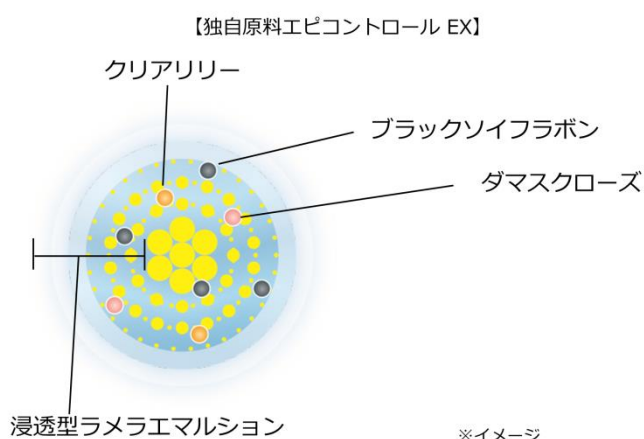 【独自原料エピコントロール EX】
クリアリリー
ブラックソイフラボン
ダマスクローズ
浸透型ラメラエマルション
※イメージ